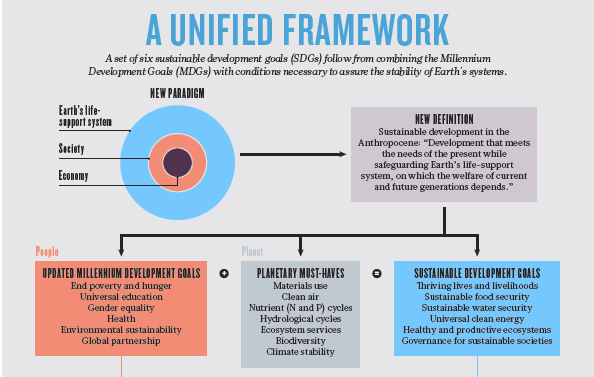 A UNIFIED FRAMEWORK
A set of six sustainable development goals (SDGs) follow from combining the Millennium
Development Goals (MDGs) with conditions necessary to assure the stability of Earth's systems.
NEW PARADIGM
Earth's life-
support system
Society
Economy
NEW DEFINITION
Sustainable development in the
Anthropocene: “Development that meets
the needs of the present while
safeguarding Earth's life-support
system, on which the welfare of current
and future generations depends.”
People
UPDATED MILLENNIUM DEVELOPMENT GOALS
End poverty and hunger
Universal education
Gender equality
Health
Environmental sustainability
Global partnership
+
Planet
PLANETARY MUST-HAVES
Materials use
Clean air
Nutrient (N and P) cycles
Hydrological cycles
Ecosystem services
Biodiversity
Climate stability
=
SUSTAINABLE DEVELOPMENT GOALS
Thriving lives and livelihoods
Sustainable food security
Sustainable water security
Universal clean energy
Healthy and productive ecosystems
Governance for sustainable societies